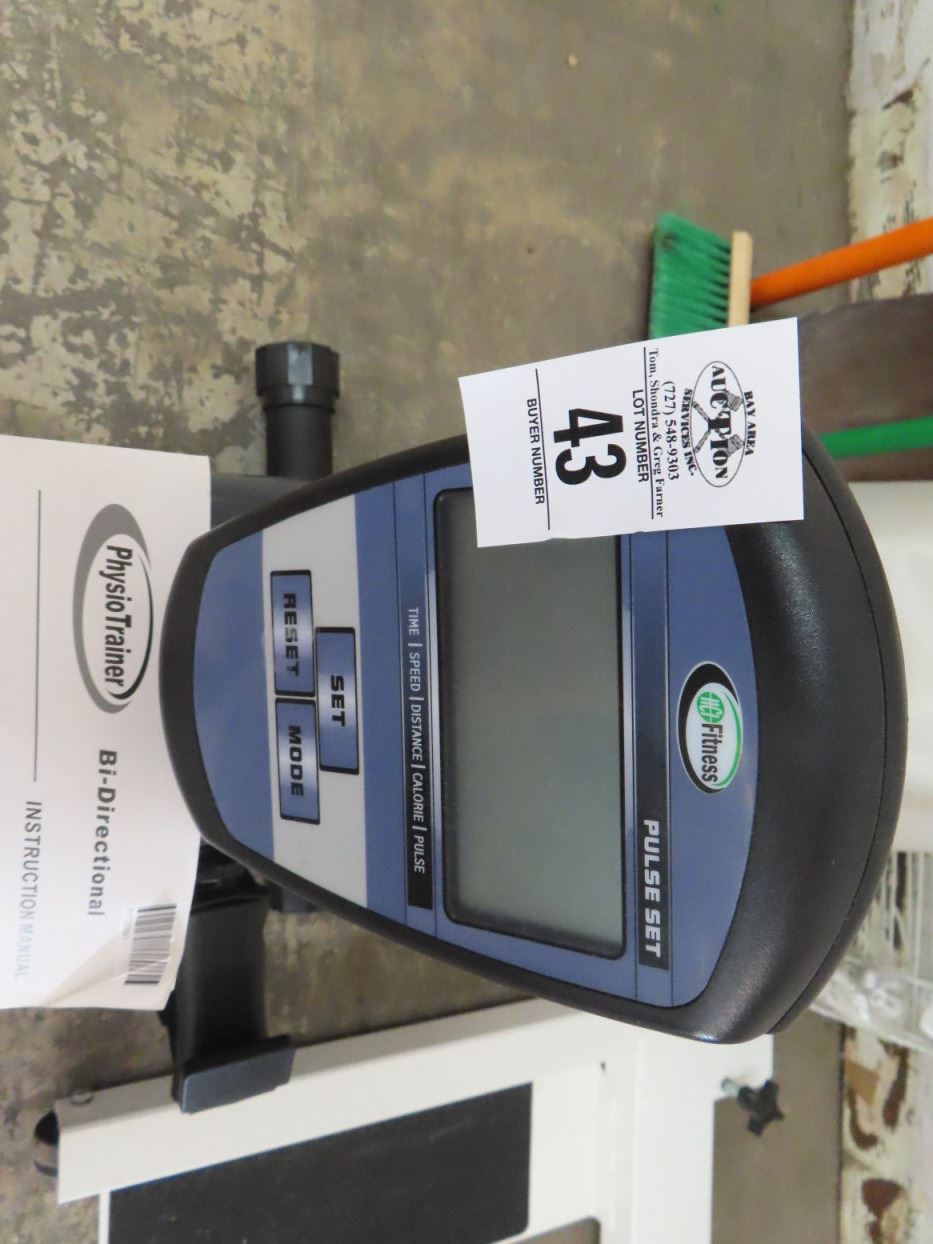 BAY AREA
AUCTION
SERVICES INC.
(727) 548-9303
Tom, Shondra & Greg Farner
LOT NUMBER
43
BUYER NUMBER
HCI Fitness
PULSE SET
TIME | SPEED | DISTANCE | CALORIE | PULSE
SET
RESET
MODE
PhysioTrainer
Bi-Directional
INSTRUCTION MANUAL